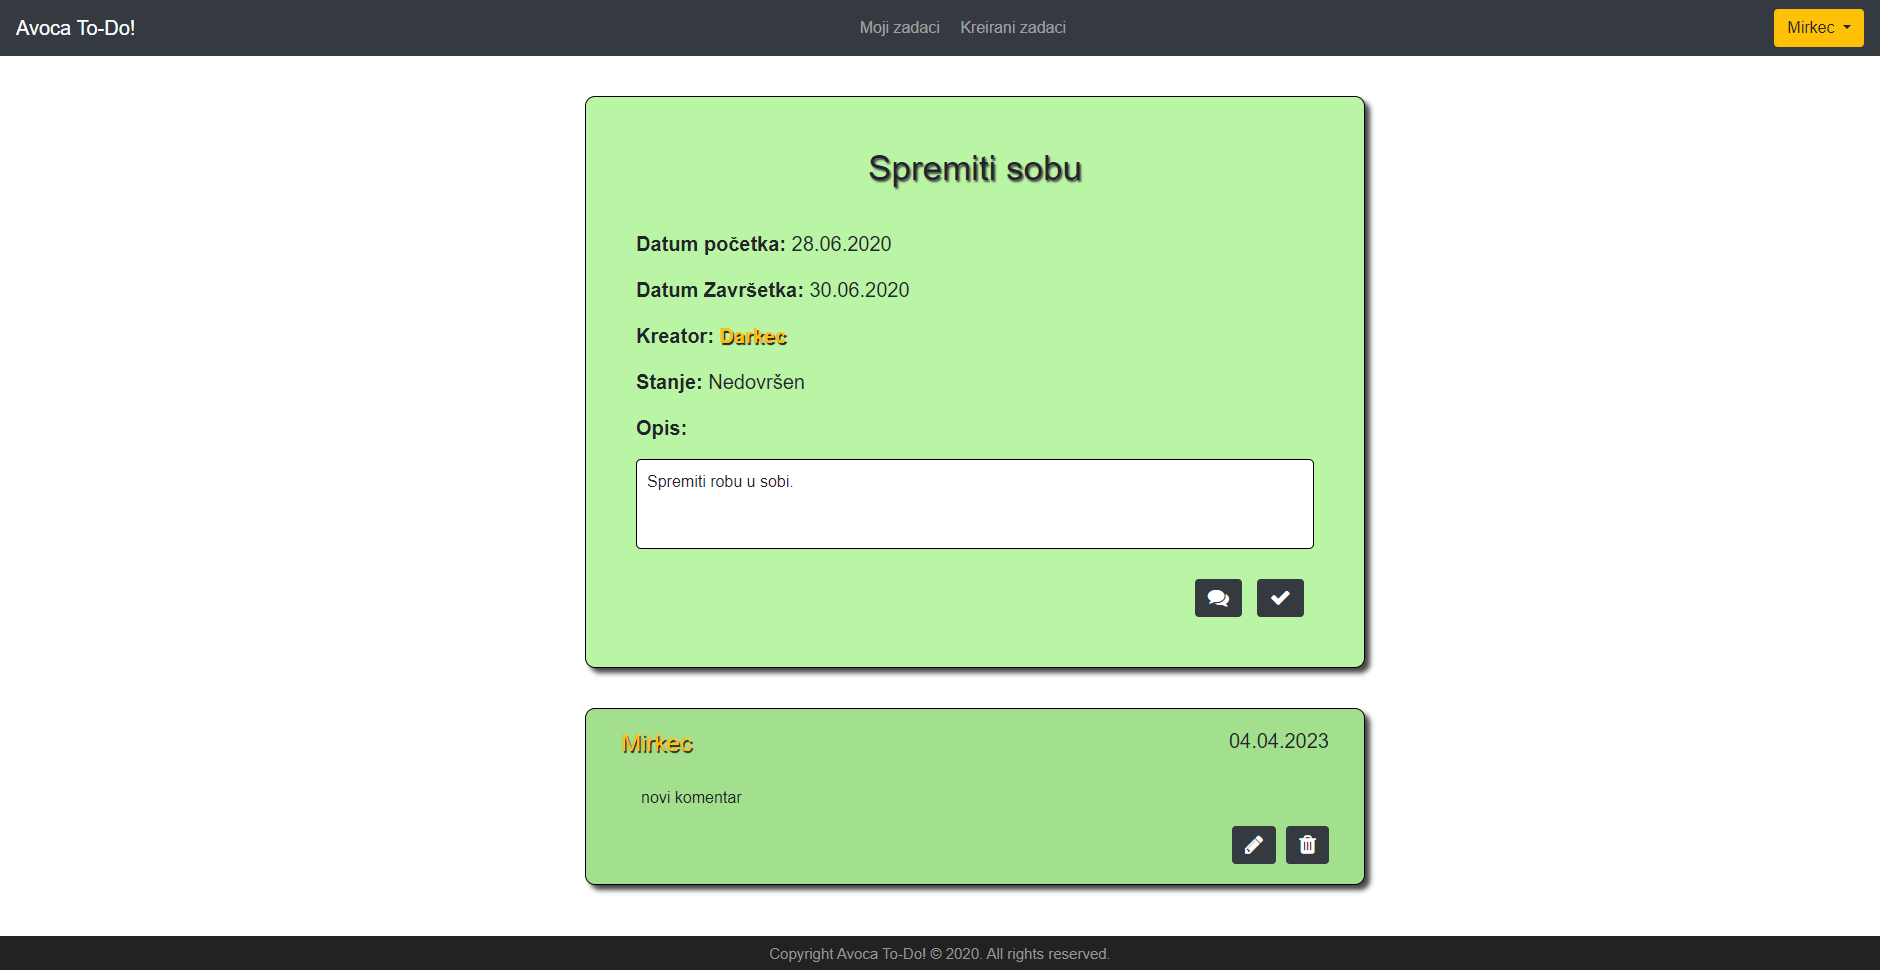 Avoca To-Do!
Moji zadaci
Kreirani zadaci
Mirkec
Spremiti sobu
Datum početka: 28.06.2020
Datum Završetka: 30.06.2020
Kreator: Darkec
Stanje: Nedovršen
Opis:
Spremiti robu u sobi.
Mirkec
04.04.2023
novi komentar
Copyright Avoca To-Do! © 2020. All rights reserved.